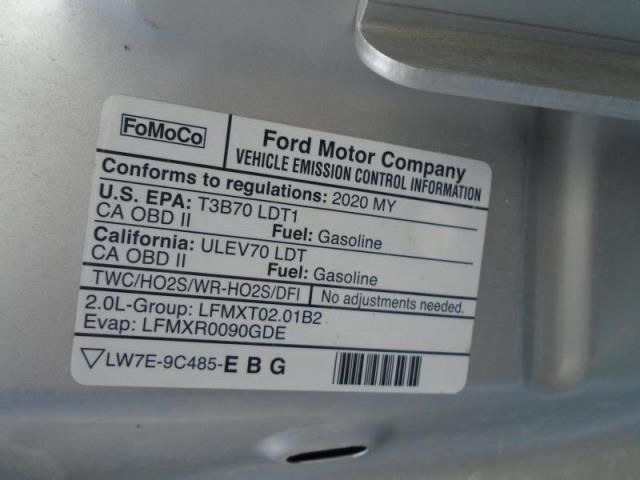 FoMoCo
Ford Motor Company
VEHICLE EMISSION CONTROL INFORMATION
Conforms to regulations: 2020 MY
U.S. EPA: T3B70 LDT1
CA OBD II Fuel: Gasoline
California: ULEV70 LDT
CA OBD II Fuel: Gasoline
TWC/HO2S/WR-HO2S/DFI No adjustments needed.
2.0L-Group: LFMXT02.01B2
Evap: LFMXR0090GDE
LW7E-9C485-E B G